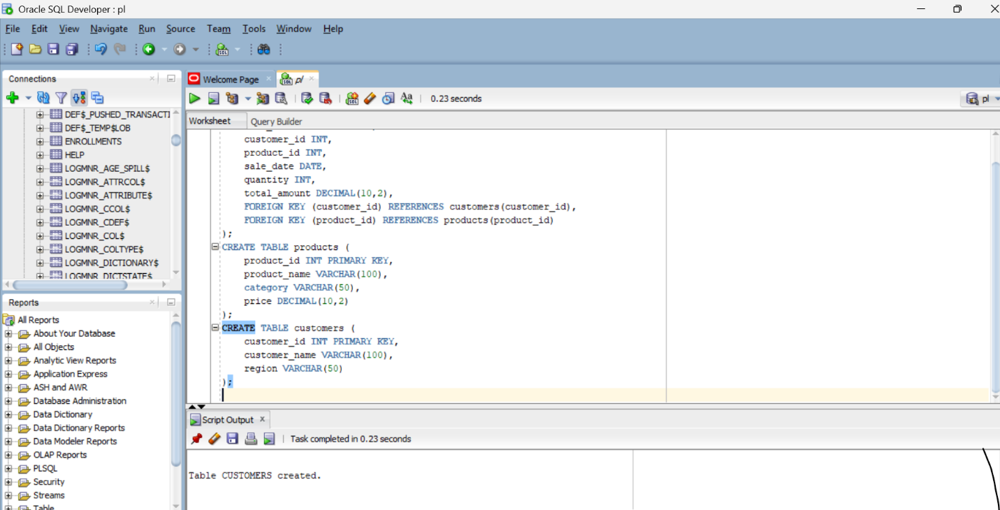 Oracle SQL Developer : pl
File Edit View Navigate Run Source Team Tools Window Help
Connections
DEF$_PUSHED_TRANSACTI
DEF$_TEMP$LOB
ENROLLMENTS
HELP
LOGMNR_AGE_SPILL$
LOGMNR_ATTRCOL$
LOGMNR_ATTRIBUTE$
LOGMNR_CCOL$
LOGMNR_CDEF$
LOGMNR_COL$
LOGMNR_COLTYPE$
LOGMNR_DICTIONARY$
LOGMNR_DICTSTATE$
Reports
All Reports
About Your Database
All Objects
Analytic View Reports
Application Express
ASH and AWR
Database Administration
Data Dictionary
Data Dictionary Reports
Data Modeler Reports
OLAP Reports
PLSQL
Security
Streams
Table
Welcome Page pl
0.23 seconds
pl
Worksheet Query Builder
customer_id INT,
product_id INT,
sale_date DATE,
quantity INT,
total_amount DECIMAL(10,2),
FOREIGN KEY (customer_id) REFERENCES customers(customer_id),
FOREIGN KEY (product_id) REFERENCES products(product_id)
);
CREATE TABLE products (
product_id INT PRIMARY KEY,
product_name VARCHAR(100),
category VARCHAR(50),
price DECIMAL(10,2)
);
CREATE TABLE customers (
customer_id INT PRIMARY KEY,
customer_name VARCHAR(100),
region VARCHAR(50)
);
Script Output
Task completed in 0.23 seconds
Table CUSTOMERS created.